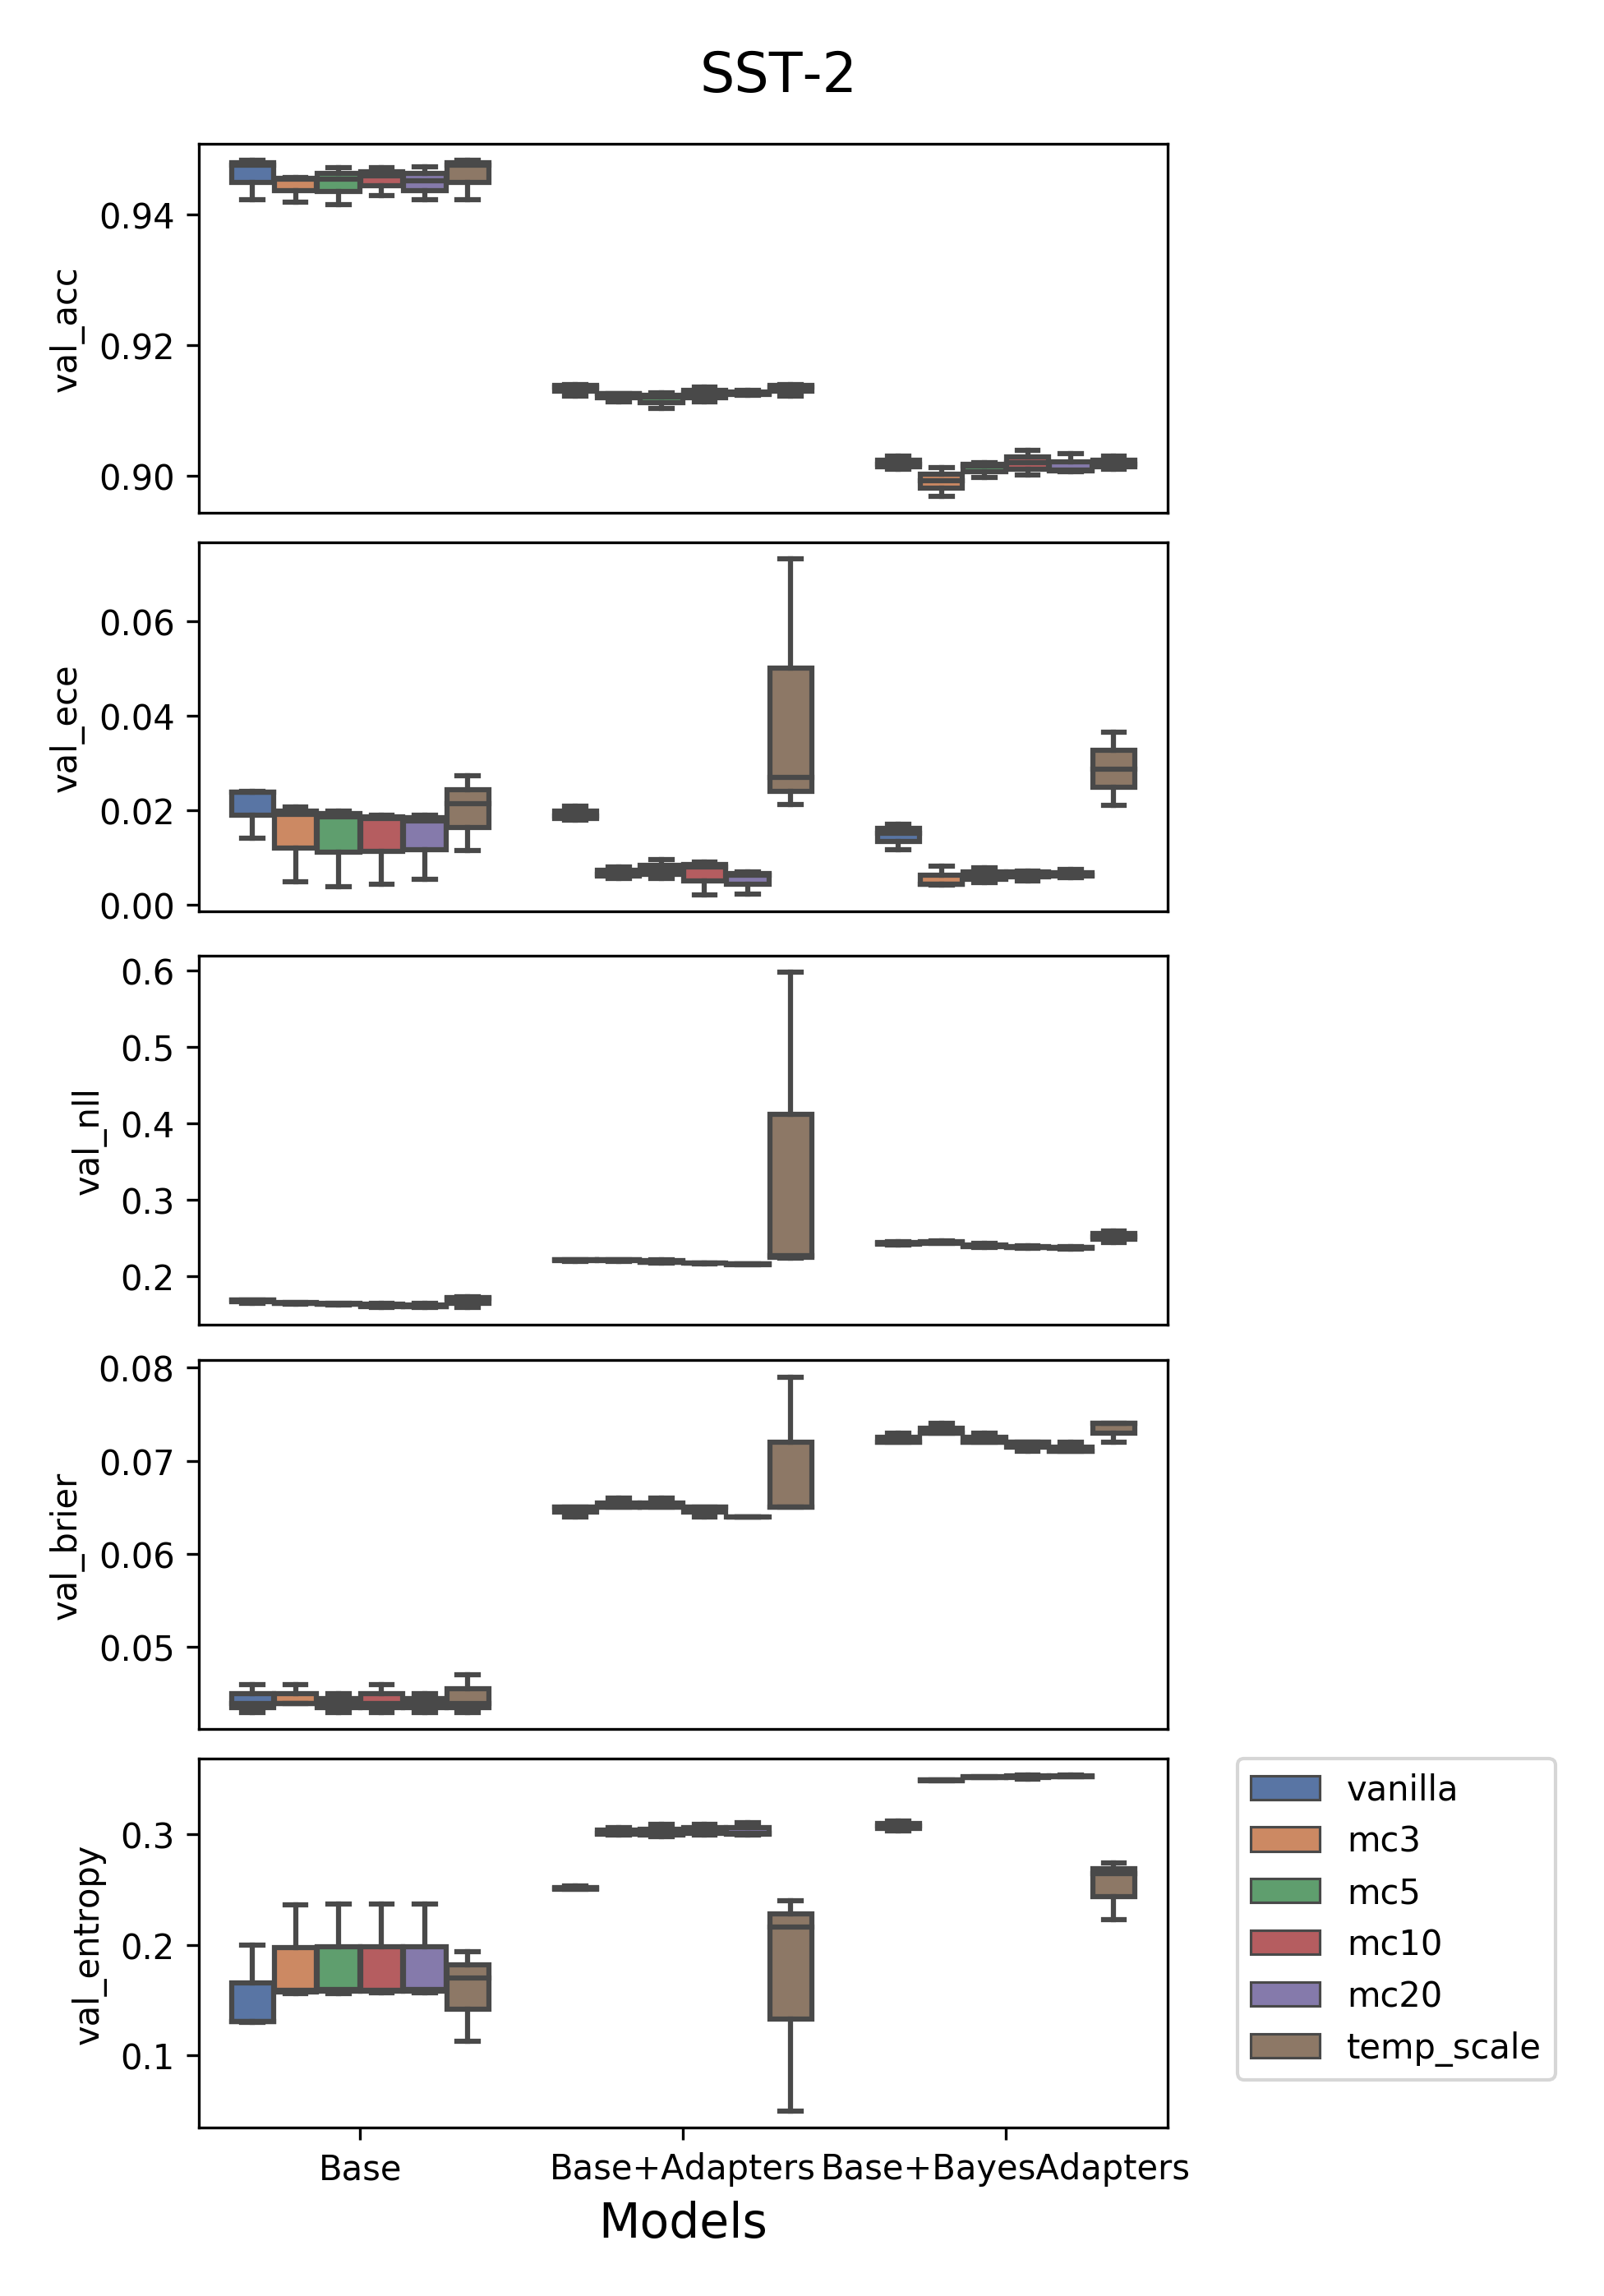 SST-2
0.94
0.92
0.90
val_acc
0.06
0.04
0.02
0.00
val_ece
0.6
0.5
0.4
0.3
0.2
val_nll
0.08
0.07
0.06
0.05
val_brier
0.3
0.2
0.1
val_entropy
vanilla
mc3
mc5
mc10
mc20
temp_scale
Base
Base+Adapters
Base+BayesAdapters
Models